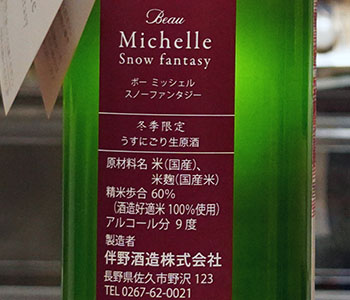 Beau
Michelle
Snow fantasy
ボー ミッシェル
スノーファンタジー
冬季限定
うすにごり生原酒
原材料名 米(国産)、
米麹(国産米)
精米歩合 60%
(酒造好適米 100%使用)
アルコール分 9度
製造者
伴野酒造株式会社
長野県佐久市野沢 123
TEL 0267-62-0021